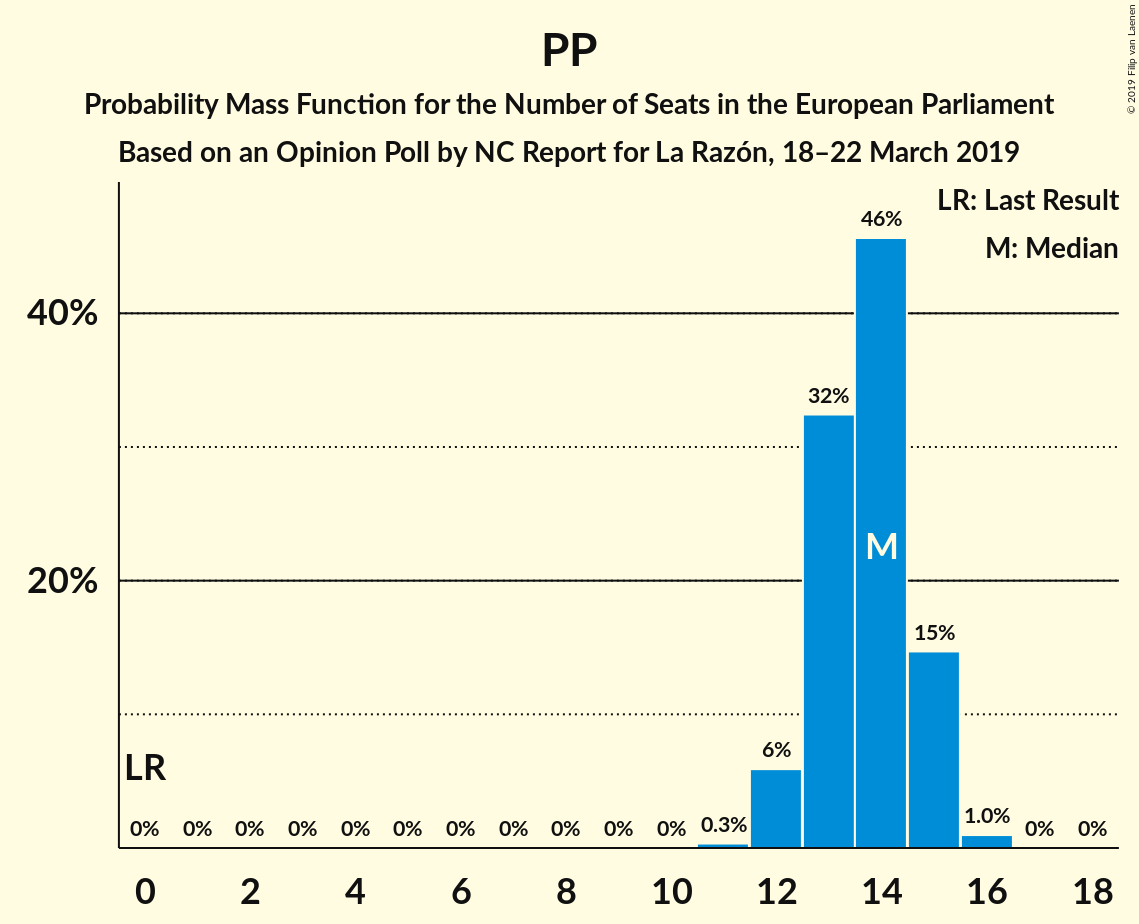 PP
Probability Mass Function for the Number of Seats in the European Parliament
Based on an Opinion Poll by NC Report for La Razón, 18–22 March 2019
© 2019 Filip van Laenen
LR: Last Result
M: Median
40%
20%
LR
M
0% 0% 0% 0% 0% 0% 0% 0% 0% 0% 0% 0.3% 6% 32% 46% 15% 1.0% 0% 0%
0 2 4 6 8 10 12 14 16 18